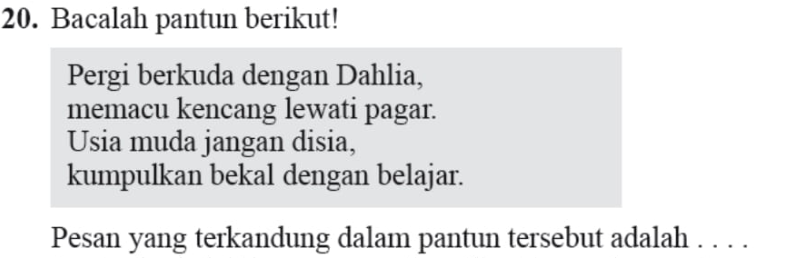 20. Bacalah pantun berikut!
Pergi berkuda dengan Dahlia,
memacu kencang lewati pagar.
Usia muda jangan disia,
kumpulkan bekal dengan belajar.
Pesan yang terkandung dalam pantun tersebut adalah . . . .